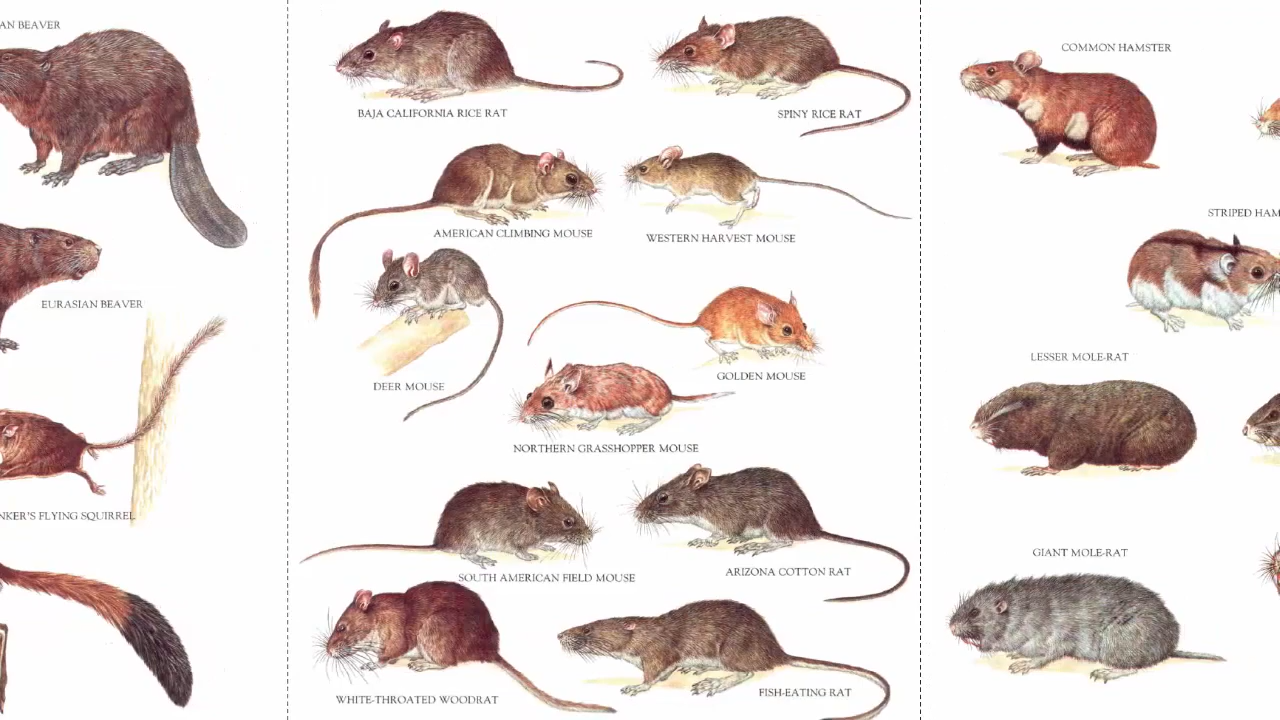 AN BEAVER
EURASIAN BEAVER
NKER'S FLYING SQUIRREL
BAJA CALIFORNIA RICE RAT
SPINY RICE RAT
AMERICAN CLIMBING MOUSE
WESTERN HARVEST MOUSE
DEER MOUSE
GOLDEN MOUSE
NORTHERN GRASSHOPPER MOUSE
SOUTH AMERICAN FIELD MOUSE
ARIZONA COTTON RAT
WHITE-THROATED WOODRAT
FISH-EATING RAT
COMMON HAMSTER
STRIPED HAM
LESSER MOLE-RAT
GIANT MOLE-RAT